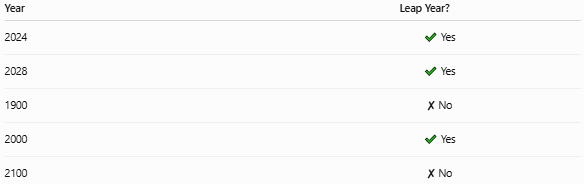 Year Leap Year?
2024 ✔ Yes
2028 ✔ Yes
1900 ✗ No
2000 ✔ Yes
2100 ✗ No